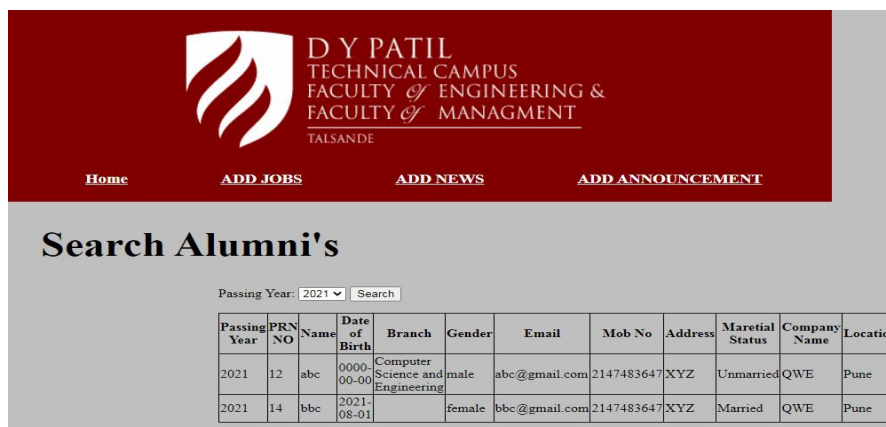 D Y PATIL
TECHNICAL CAMPUS
FACULTY of ENGINEERING &
FACULTY of MANAGMENT
TALSANDE
Home ADD JOBS ADD NEWS ADD ANNOUNCEMENT
Search Alumni's
Passing Year: 2021 Search
Passing Year PRN NO Name Date of Birth Branch Gender Email Mob No Address Maretial Status Company Name Locatio
2021 12 abc 0000-00-00 Computer Science and Engineering male abc@gmail.com 2147483647 XYZ Unmarried QWE Pune
2021 14 bbc 2021-08-01 female bbc@gmail.com 2147483647 XYZ Married QWE Pune